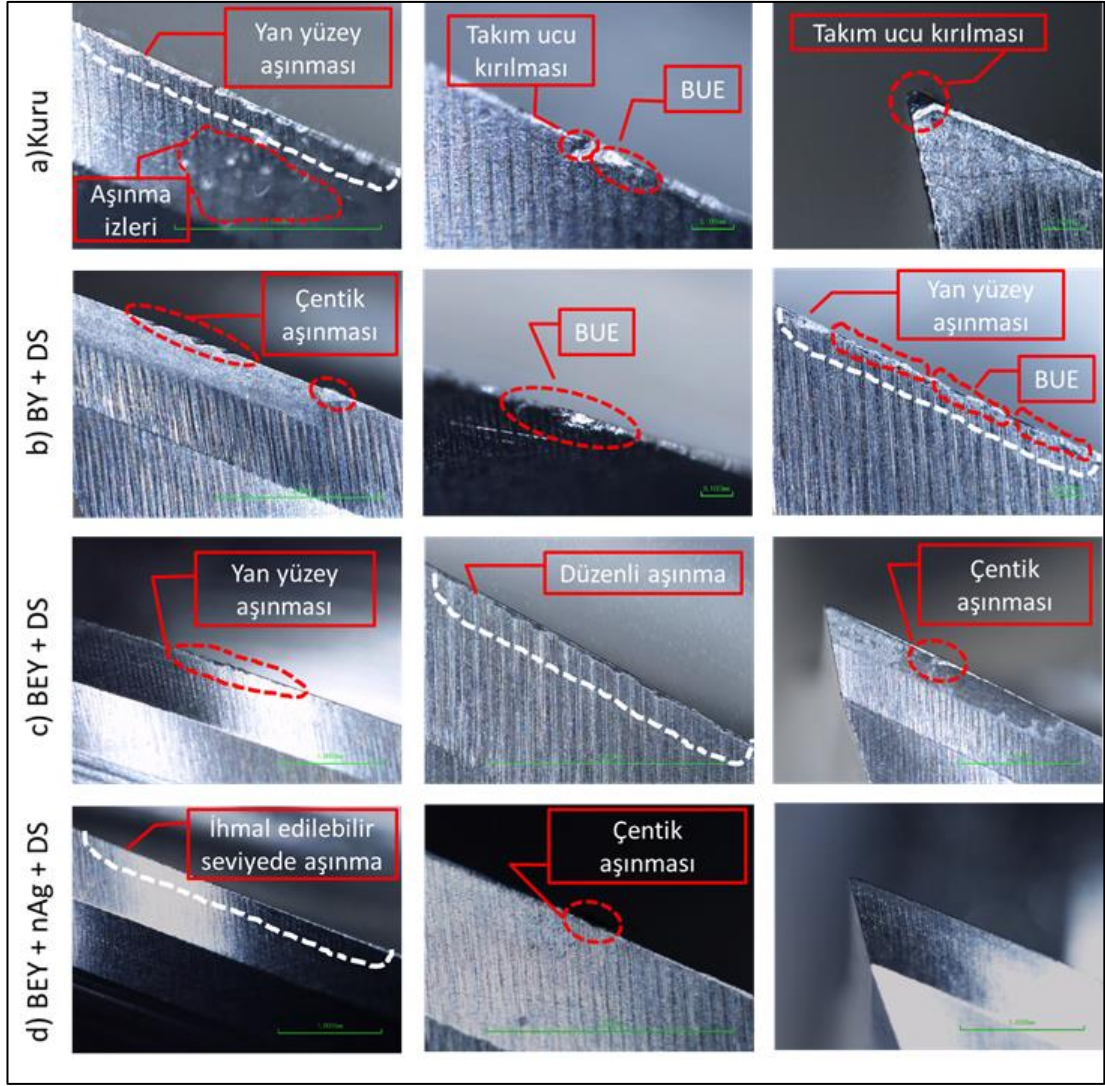 a)Kuru
Yan yüzey
aşınması
Aşınma
izleri
Takım ucu
kırılması
BUE
Takım ucu kırılması
b) BY + DS
Çentik
aşınması
BUE
Yan yüzey
aşınması
BUE
c) BEY + DS
Yan yüzey
aşınması
Düzenli aşınma
Çentik
aşınması
d) BEY + nAg + DS
İhmal edilebilir
seviyede aşınma
Çentik
aşınması